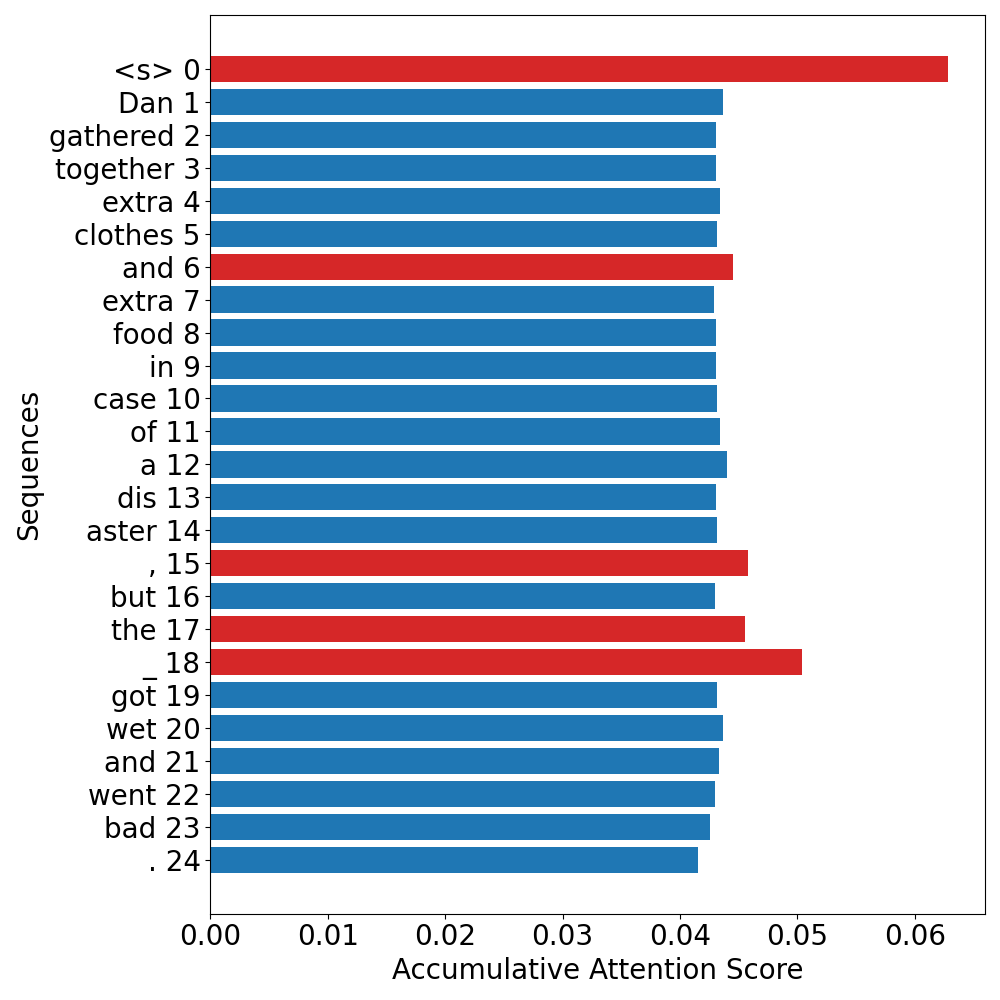 <s> 0
Dan 1
gathered 2
together 3
extra 4
clothes 5
and 6
extra 7
food 8
in 9
case 10
of 11
a 12
dis 13
aster 14
, 15
but 16
the 17
_ 18
got 19
wet 20
and 21
went 22
bad 23
. 24
Sequences
0.00 0.01 0.02 0.03 0.04 0.05 0.06
Accumulative Attention Score